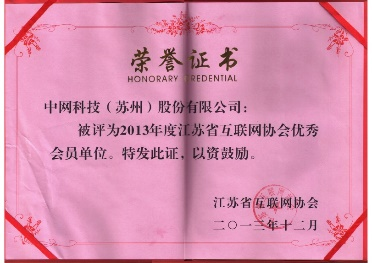 荣誉证书
HONORARY CREDENTIAL
中网科技（苏州）股份有限公司：
被评为2013年度江苏省互联网协会优秀
会员单位。特发此证，以资鼓励。
江苏省互联网协会
二〇一三年十二月